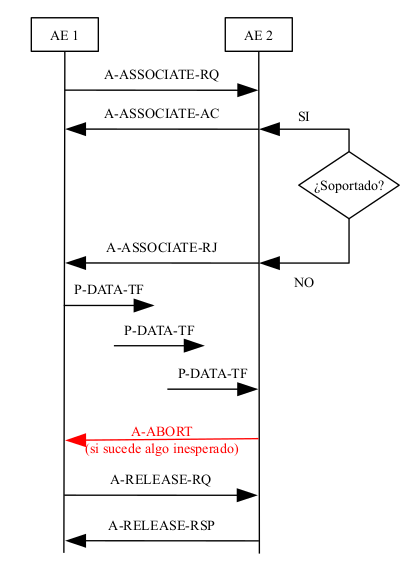 AE 1
AE 2
A-ASSOCIATE-RQ
A-ASSOCIATE-AC
SI
¿Soportado?
A-ASSOCIATE-RJ
NO
P-DATA-TF
P-DATA-TF
P-DATA-TF
A-ABORT
(si sucede algo inesperado)
A-RELEASE-RQ
A-RELEASE-RSP